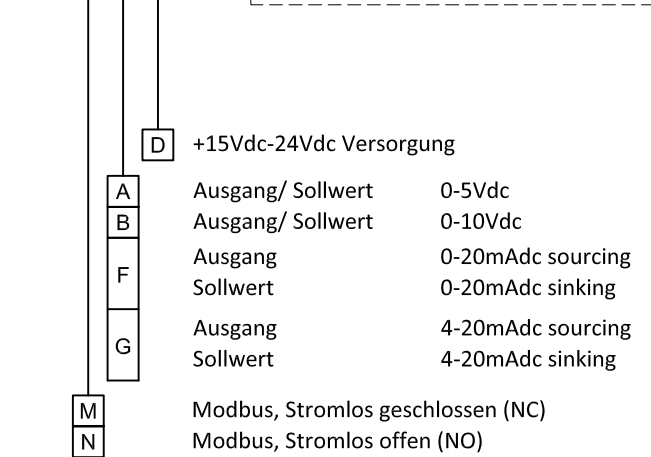 D +15Vdc-24Vdc Versorgung
A Ausgang/ Sollwert 0-5Vdc
B Ausgang/ Sollwert 0-10Vdc
F Ausgang 0-20mAdc sourcing
Sollwert 0-20mAdc sinking
G Ausgang 4-20mAdc sourcing
Sollwert 4-20mAdc sinking
M Modbus, Stromlos geschlossen (NC)
N Modbus, Stromlos offen (NO)